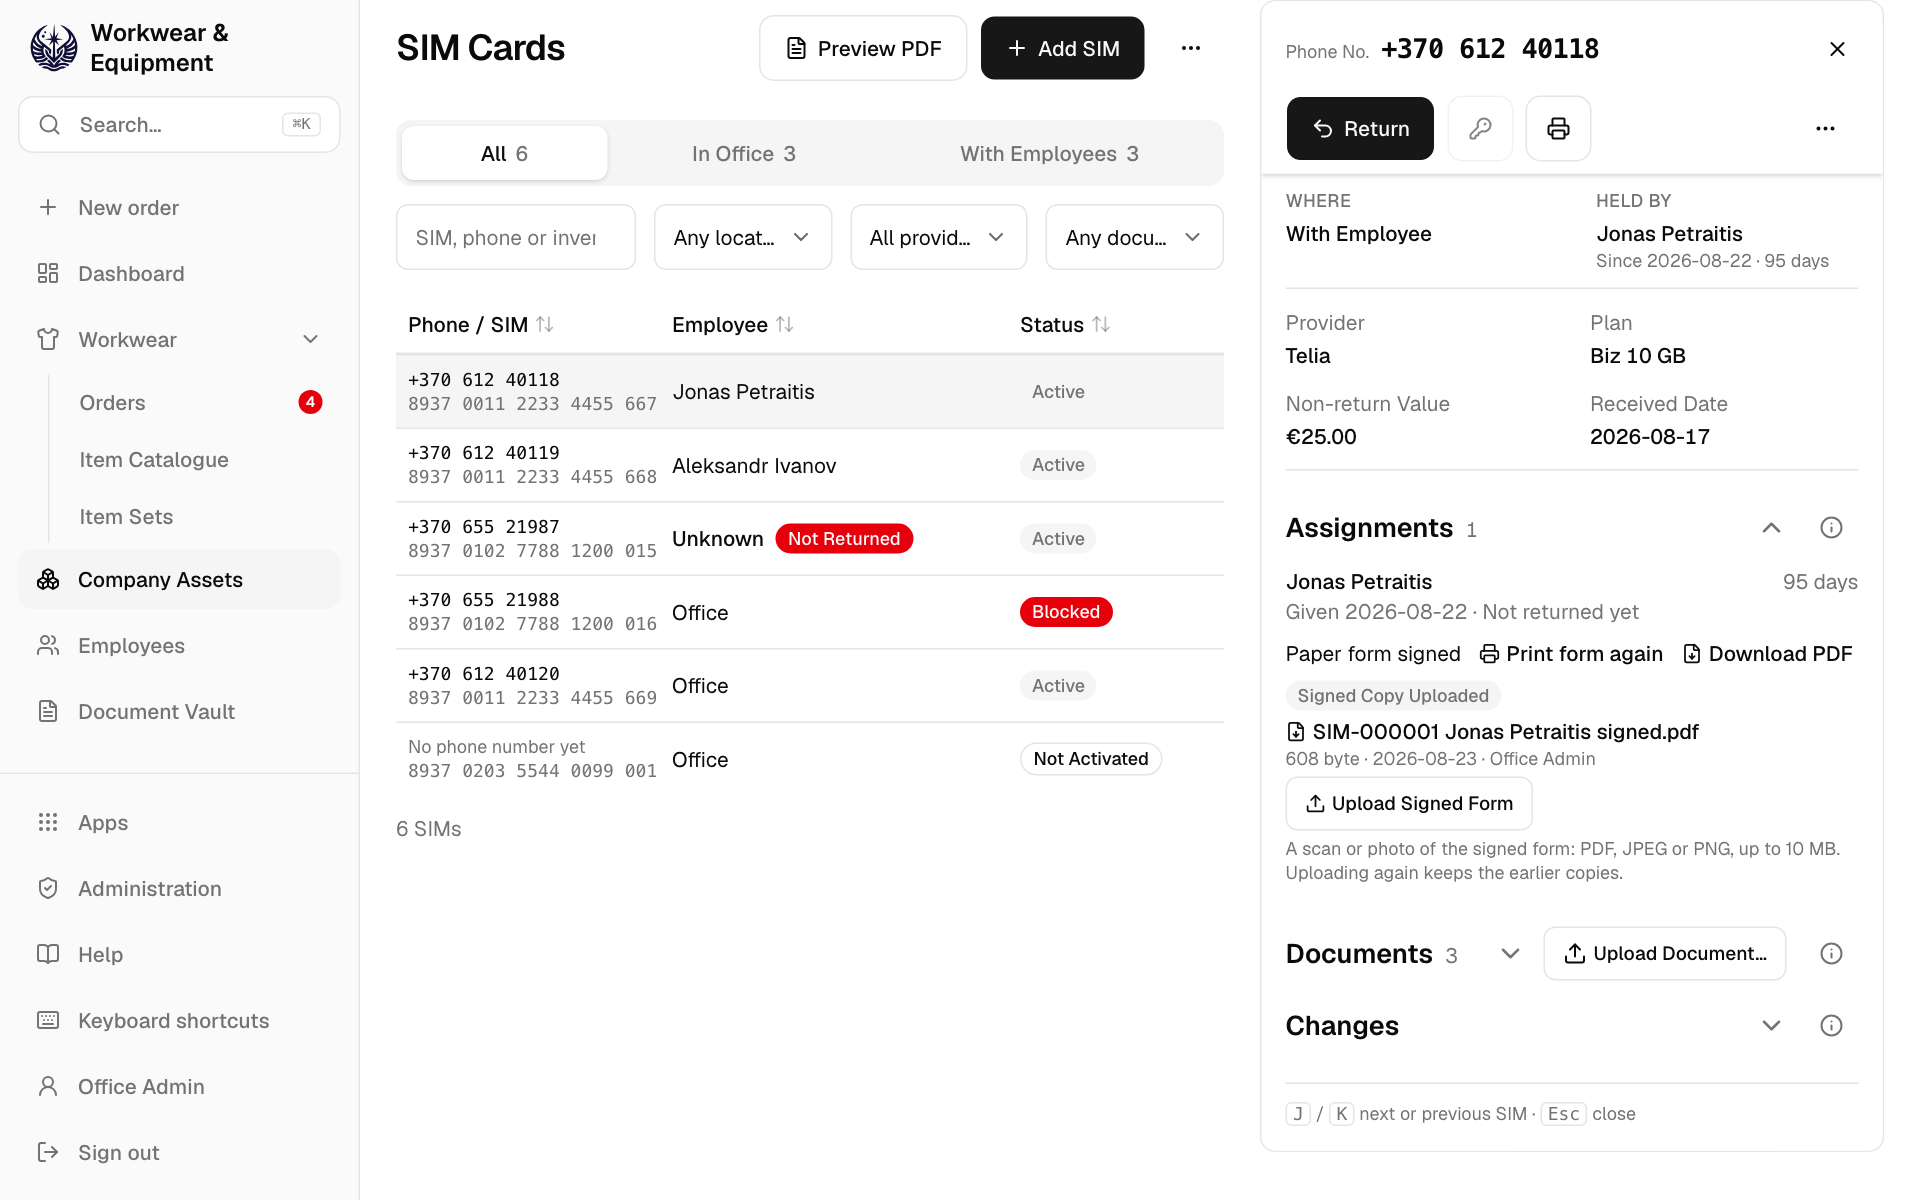 Workwear &
Equipment
Search...
⌘K
New order
Dashboard
Workwear
Orders
4
Item Catalogue
Item Sets
Company Assets
Employees
Document Vault
Apps
Administration
Help
Keyboard shortcuts
Office Admin
Sign out
SIM Cards
Preview PDF
Add SIM
All 6
In Office 3
With Employees 3
SIM, phone or inver
Any locat...
All provid...
Any docu...
Phone / SIM
Employee
Status
+370 612 40118
8937 0011 2233 4455 667
Jonas Petraitis
Active
+370 612 40119
8937 0011 2233 4455 668
Aleksandr Ivanov
Active
+370 655 21987
8937 0102 7788 1200 015
Unknown
Not Returned
Active
+370 655 21988
8937 0102 7788 1200 016
Office
Blocked
+370 612 40120
8937 0011 2233 4455 669
Office
Active
No phone number yet
8937 0203 5544 0099 001
Office
Not Activated
6 SIMs
Phone No. +370 612 40118
Return
WHERE
With Employee
HELD BY
Jonas Petraitis
Since 2026-08-22 · 95 days
Provider
Telia
Plan
Biz 10 GB
Non-return Value
€25.00
Received Date
2026-08-17
Assignments 1
Jonas Petraitis
95 days
Given 2026-08-22 · Not returned yet
Paper form signed
Print form again
Download PDF
Signed Copy Uploaded
SIM-000001 Jonas Petraitis signed.pdf
608 byte · 2026-08-23 · Office Admin
Upload Signed Form
A scan or photo of the signed form: PDF, JPEG or PNG, up to 10 MB.
Uploading again keeps the earlier copies.
Documents 3
Upload Document...
Changes
J / K next or previous SIM · Esc close